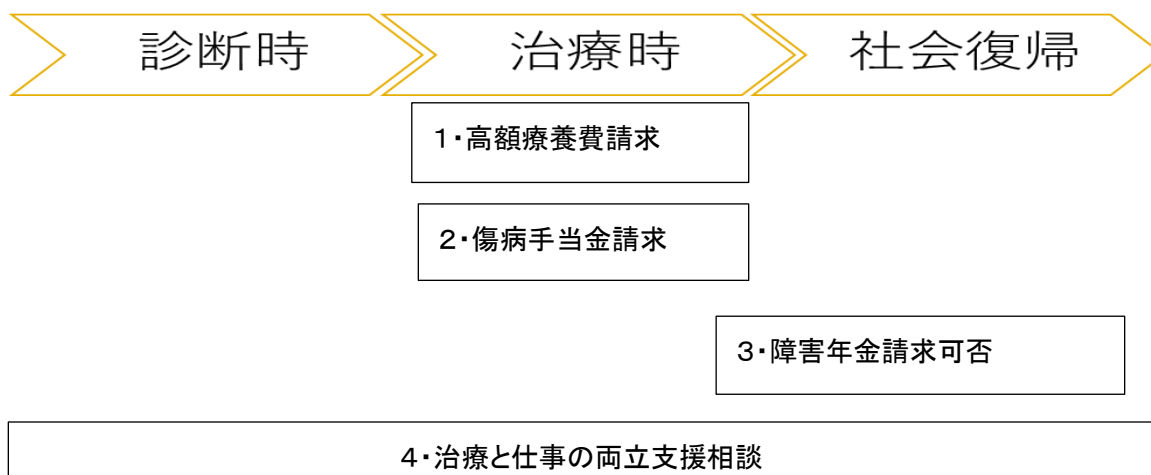 診断時 治療時 社会復帰
１・高額療養費請求
２・傷病手当金請求
３・障害年金請求可否
４・治療と仕事の両立支援相談